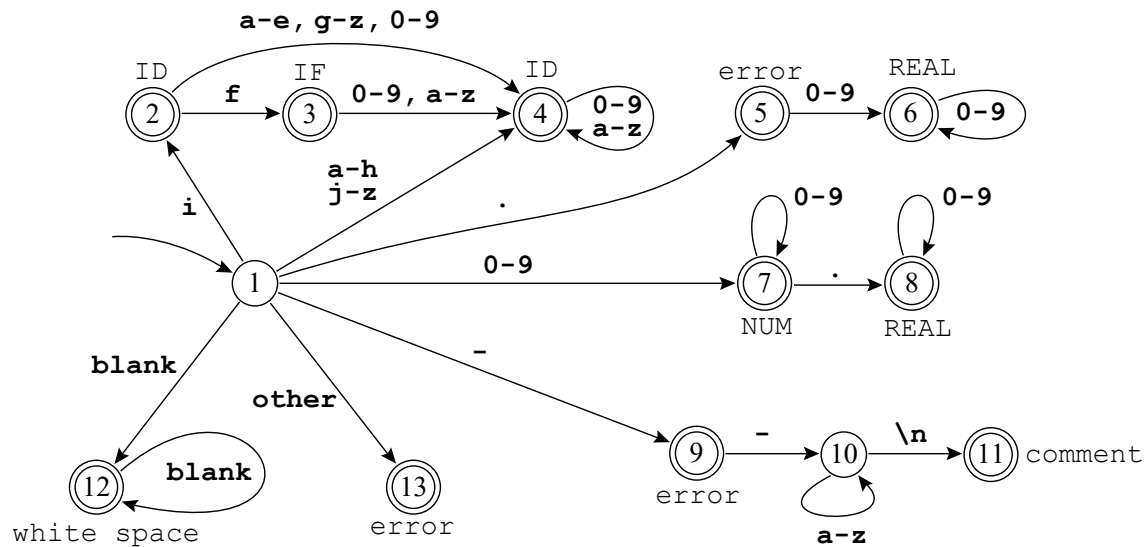 a-e, g-z, 0-9
ID
IF
ID
error
REAL
2
f
3
0-9, a-z
4
0-9
a-z
5
0-9
6
0-9
a-h
j-z
i
.
0-9
0-9
1
0-9
7
.
8
NUM
REAL
blank
other
-
12
blank
13
9
-
10
\n
11
comment
white space
error
error
a-z